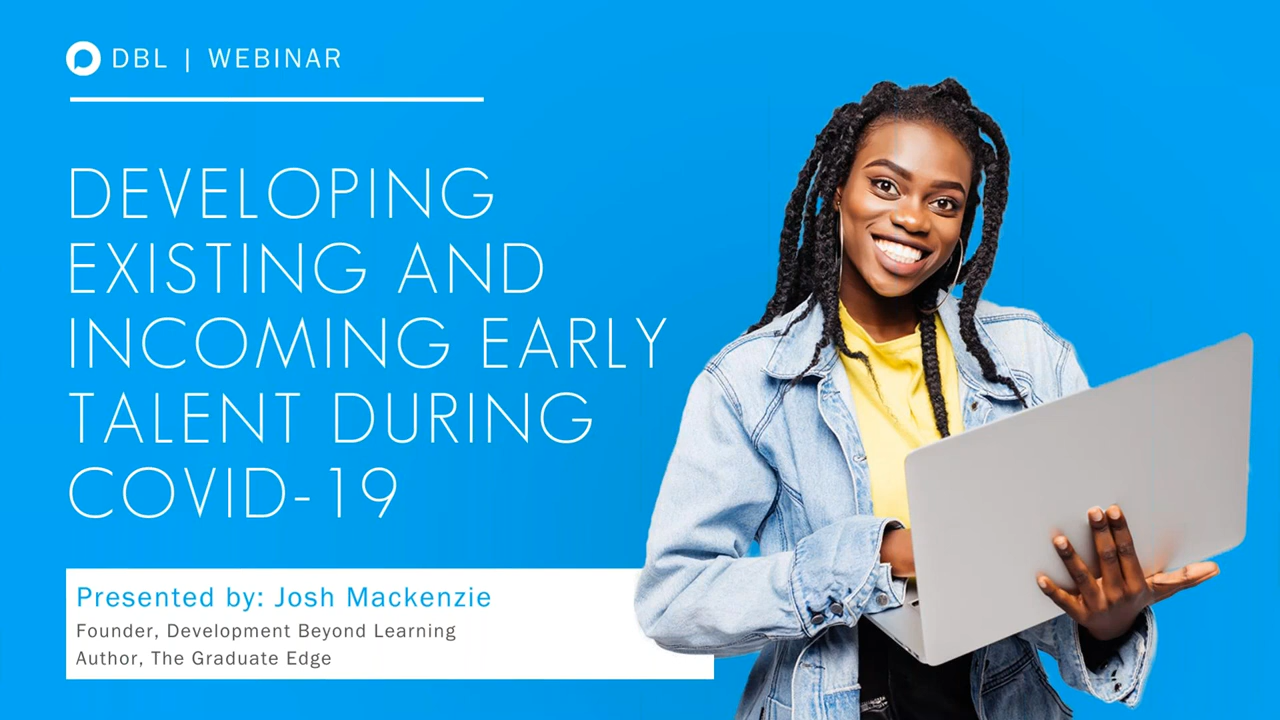 DBL | WEBINAR
DEVELOPING
EXISTING AND
INCOMING EARLY
TALENT DURING
COVID-19
Presented by: Josh Mackenzie
Founder, Development Beyond Learning
Author, The Graduate Edge